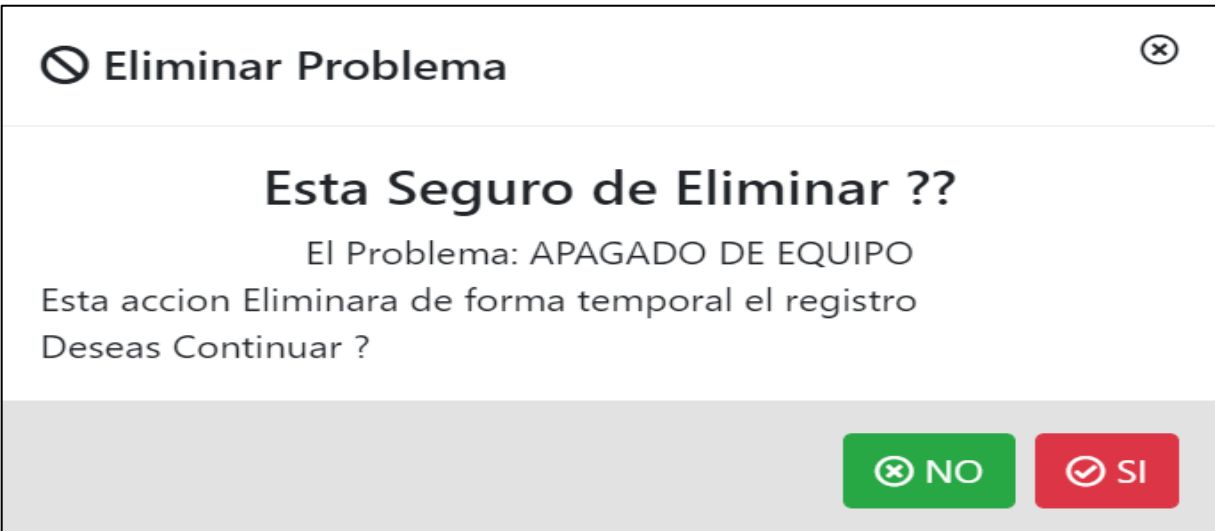 Eliminar Problema
Esta Seguro de Eliminar ??
El Problema: APAGADO DE EQUIPO
Esta accion Eliminara de forma temporal el registro
Deseas Continuar ?
NO
SI